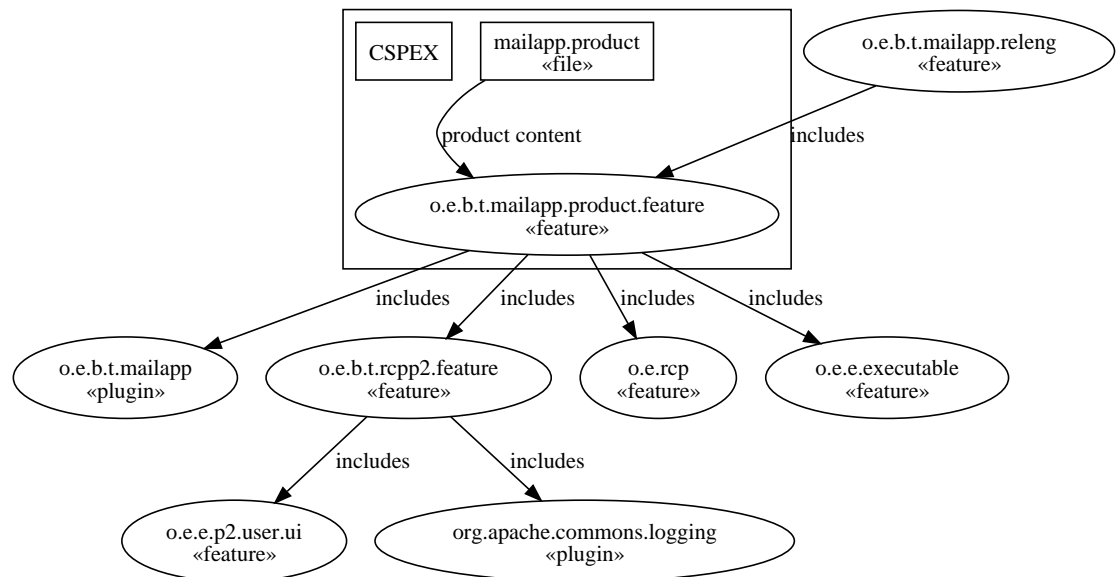 CSPEX
mailapp.product
«file»
o.e.b.t.mailapp.releng
«feature»
product content
includes
o.e.b.t.mailapp.product.feature
«feature»
includes
includes
includes
includes
o.e.b.t.mailapp
«plugin»
o.e.b.t.rcpp2.feature
«feature»
o.e.rcp
«feature»
o.e.e.executable
«feature»
includes
includes
o.e.e.p2.user.ui
«feature»
org.apache.commons.logging
«plugin»